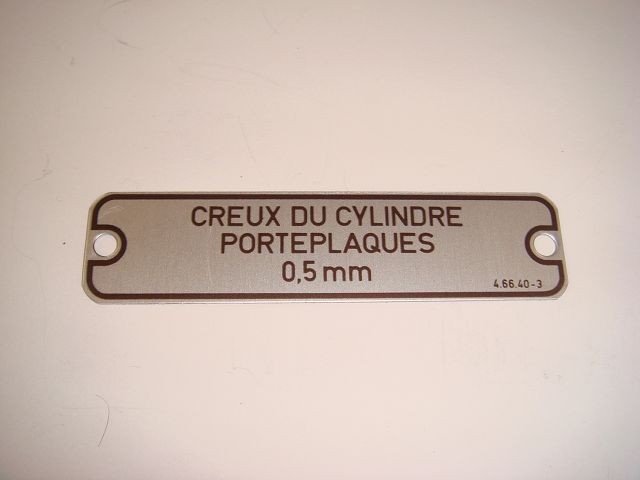 CREUX DU CYLINDRE
PORTEPLAQUES
0,5 mm
4.66.40-3